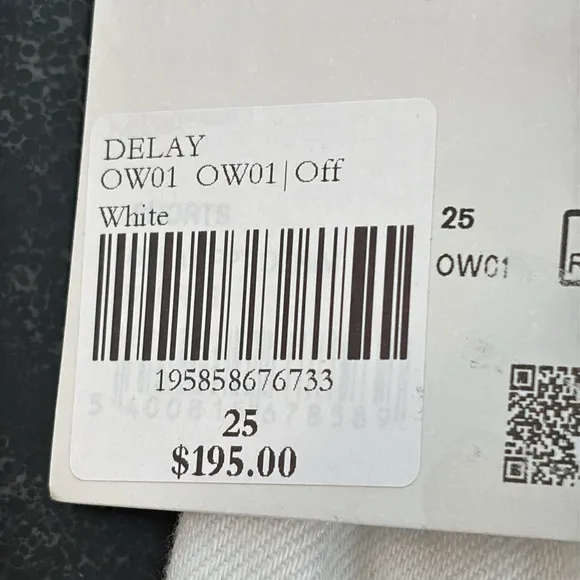 DELAY
OW01 OW01|Off
White
195858676733
25
$195.00
25
OW01
R